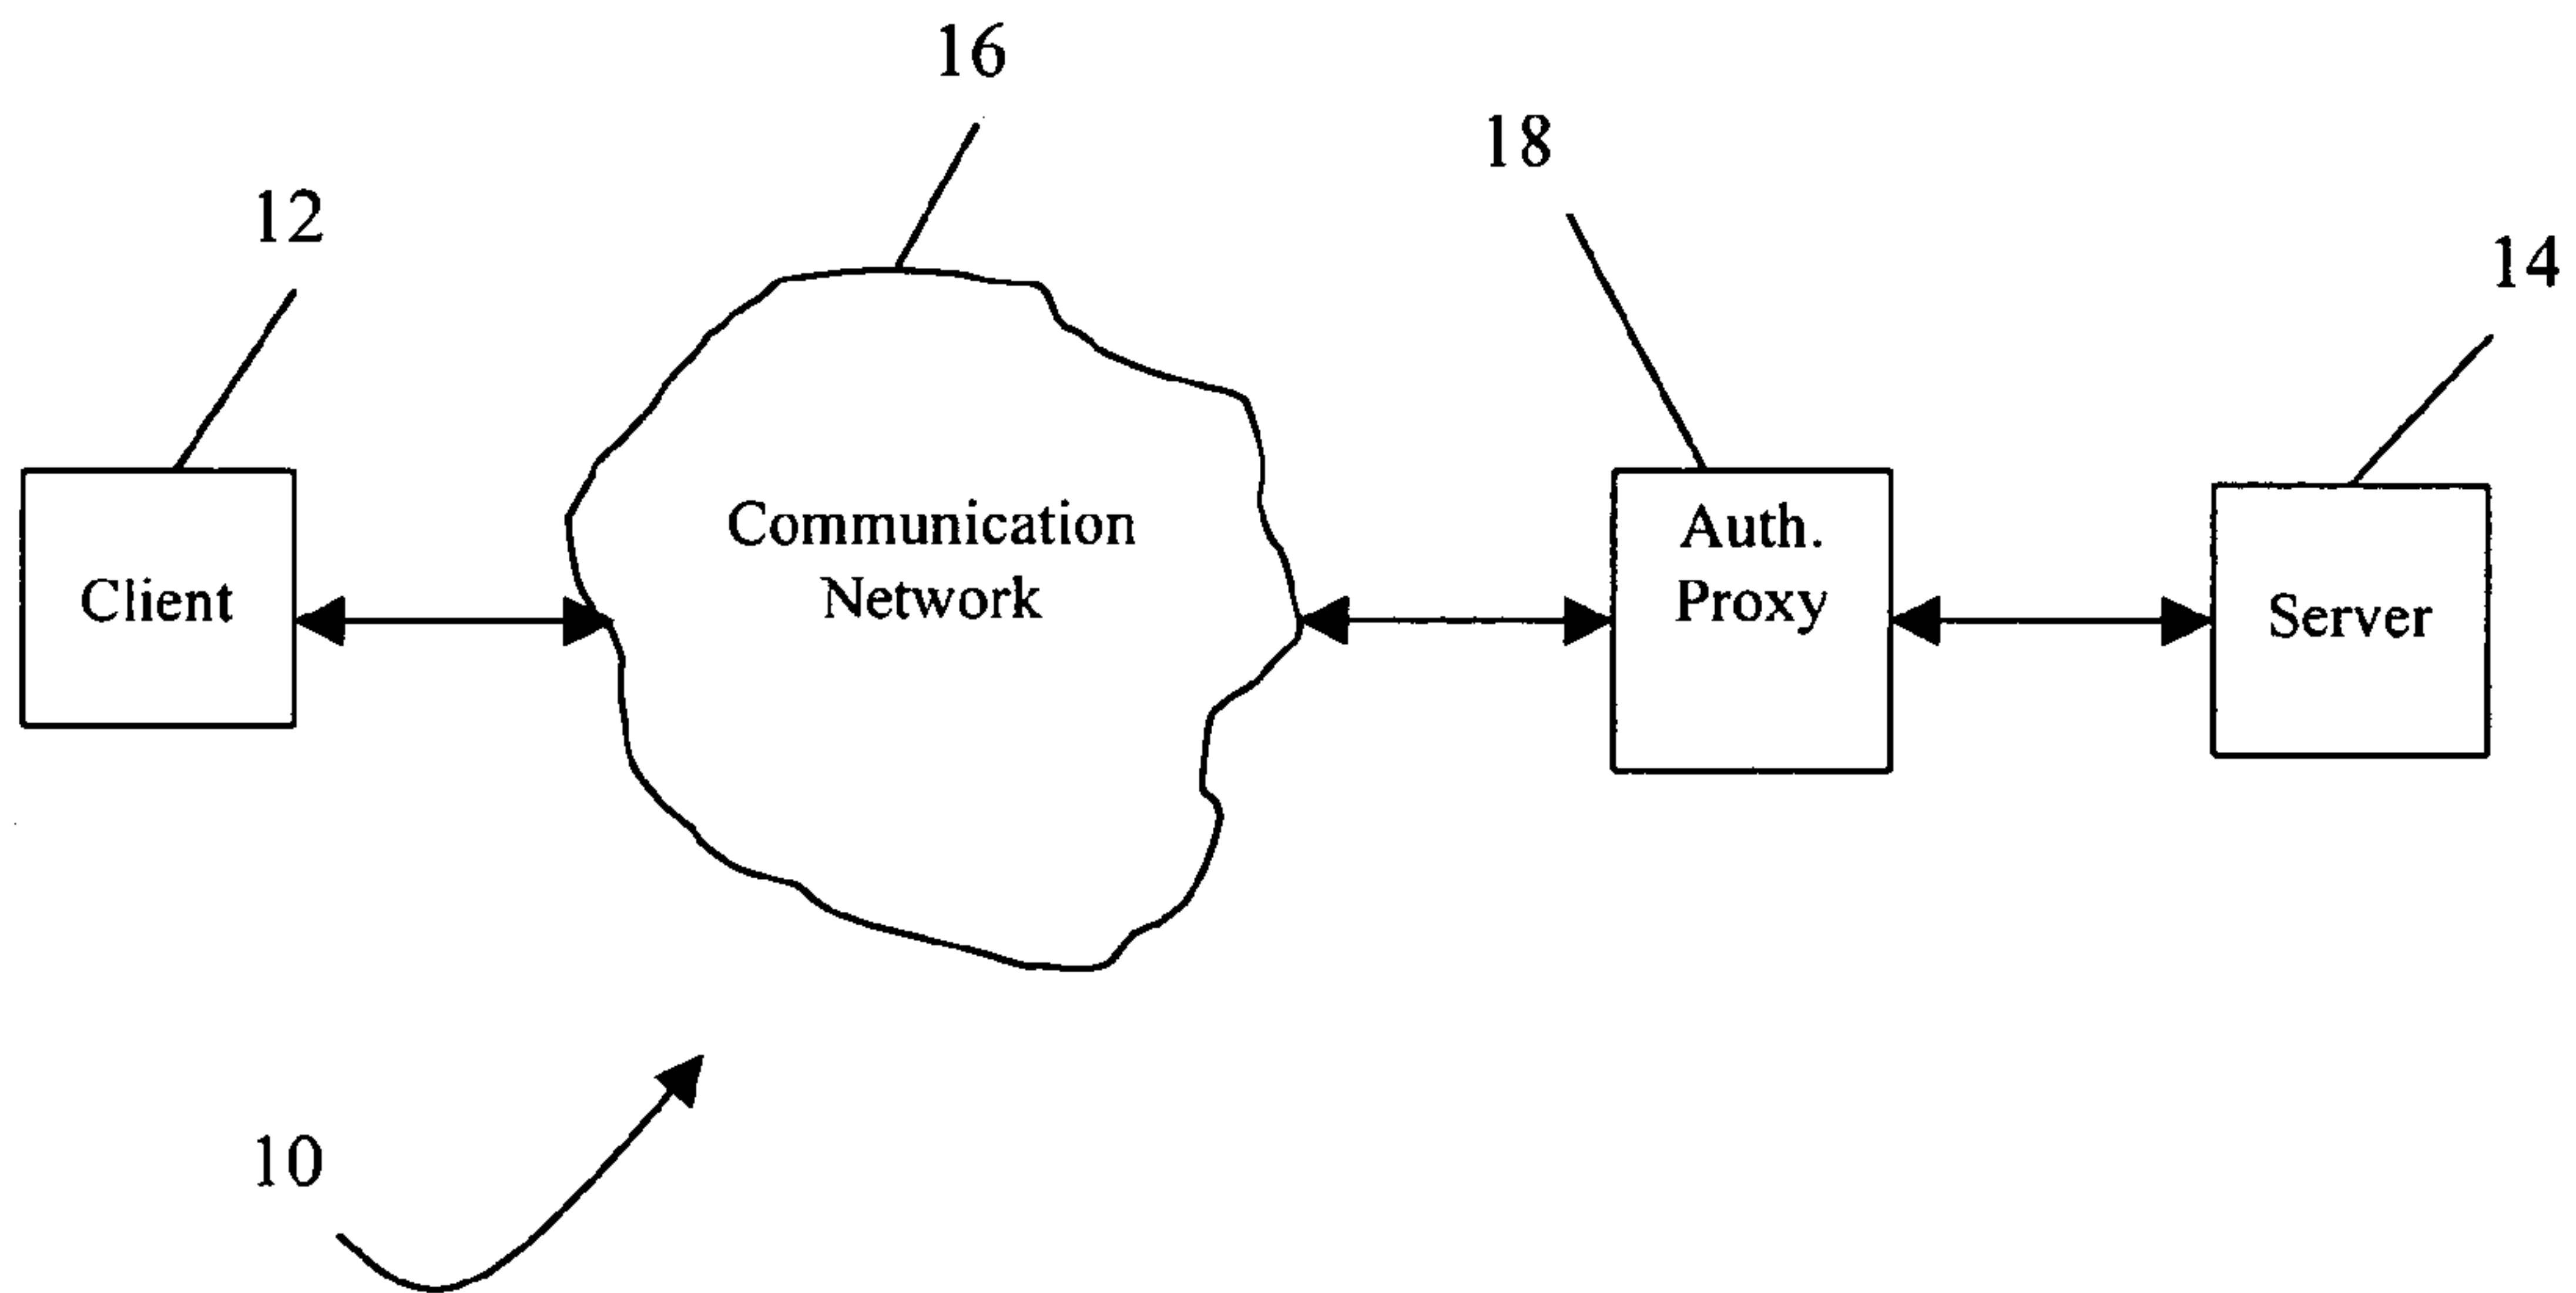 16
18
12
14
Communication
Network
Auth.
Proxy
Client
Server
10